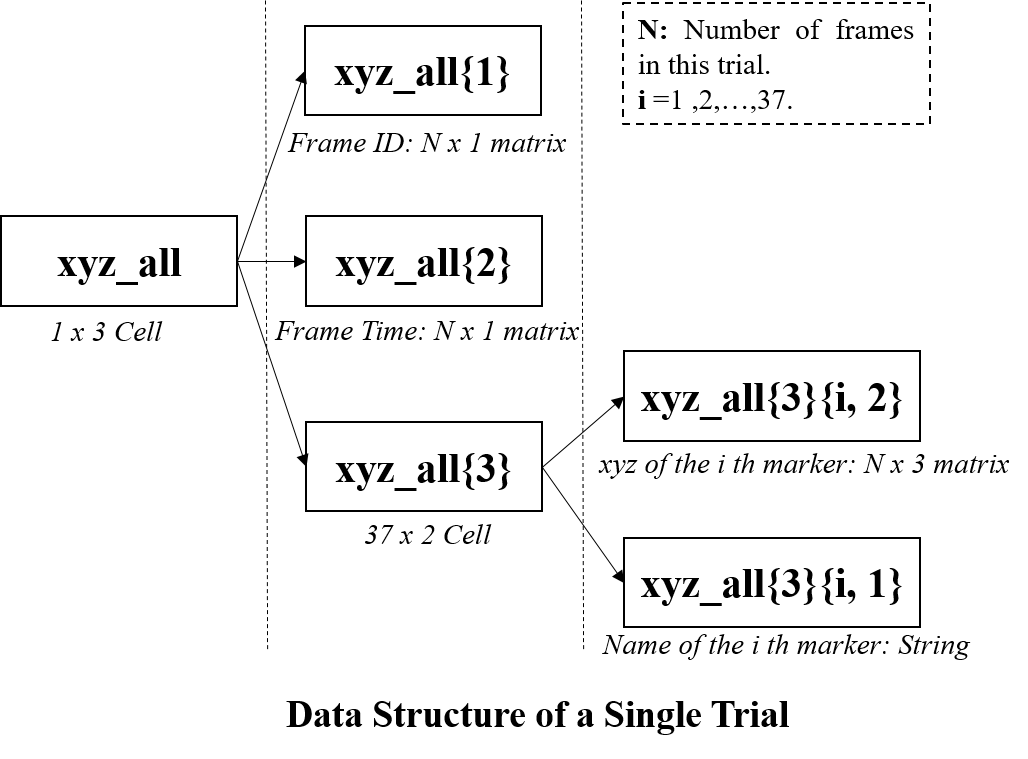 xyz_all{1}
Frame ID: N x 1 matrix
N: Number of frames
in this trial.
i =1 ,2,…,37.
xyz_all
1 x 3 Cell
xyz_all{2}
Frame Time: N x 1 matrix
xyz_all{3}
37 x 2 Cell
xyz_all{3}{i, 2}
xyz of the i th marker: N x 3 matrix
xyz_all{3}{i, 1}
Name of the i th marker: String
Data Structure of a Single Trial